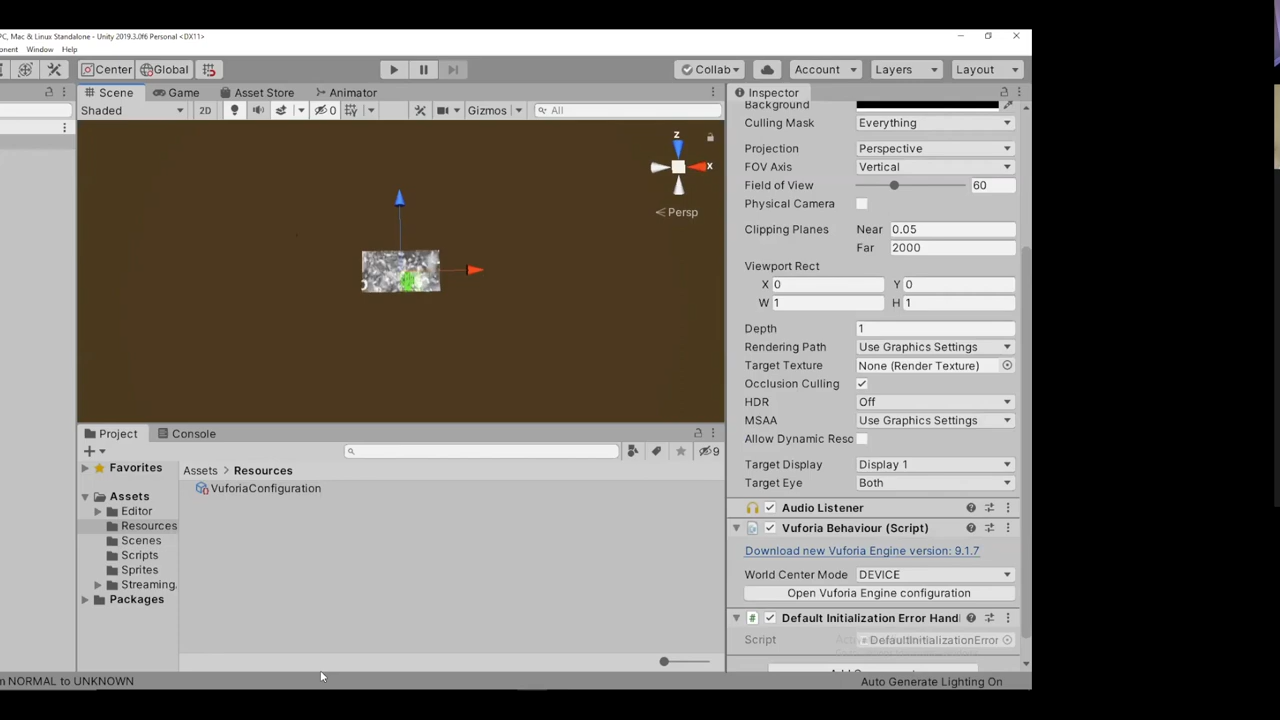 PC, Mac & Linux Standalone - Unity 2019.3.0f6 Personal <DX11>
Window Help
Center Global Collab Account Layers Layout
Scene Game Asset Store Animator Inspector
Shaded 2D 0 Gizmos All
Background
Culling Mask Everything
Projection Perspective
FOV Axis Vertical
Field of View 60
Physical Camera
Clipping Planes Near 0.05
Far 2000
Viewport Rect
X 0 Y 0
W 1 H 1
Depth 1
Rendering Path Use Graphics Settings
Target Texture None (Render Texture)
Occlusion Culling
HDR Off
MSAA Use Graphics Settings
Allow Dynamic Reso
Target Display Display 1
Target Eye Both
Audio Listener
Vuforia Behaviour (Script)
Download new Vuforia Engine version: 9.1.7
World Center Mode DEVICE
Open Vuforia Engine configuration
Default Initialization Error Handl
Script # DefaultInitializationError
z
x
Persp
Project Console
9
Favorites
Assets
Editor
Resources
Scenes
Scripts
Sprites
Streaming.
Packages
Assets > Resources
VuforiaConfiguration
m NORMAL to UNKNOWN
Auto Generate Lighting On